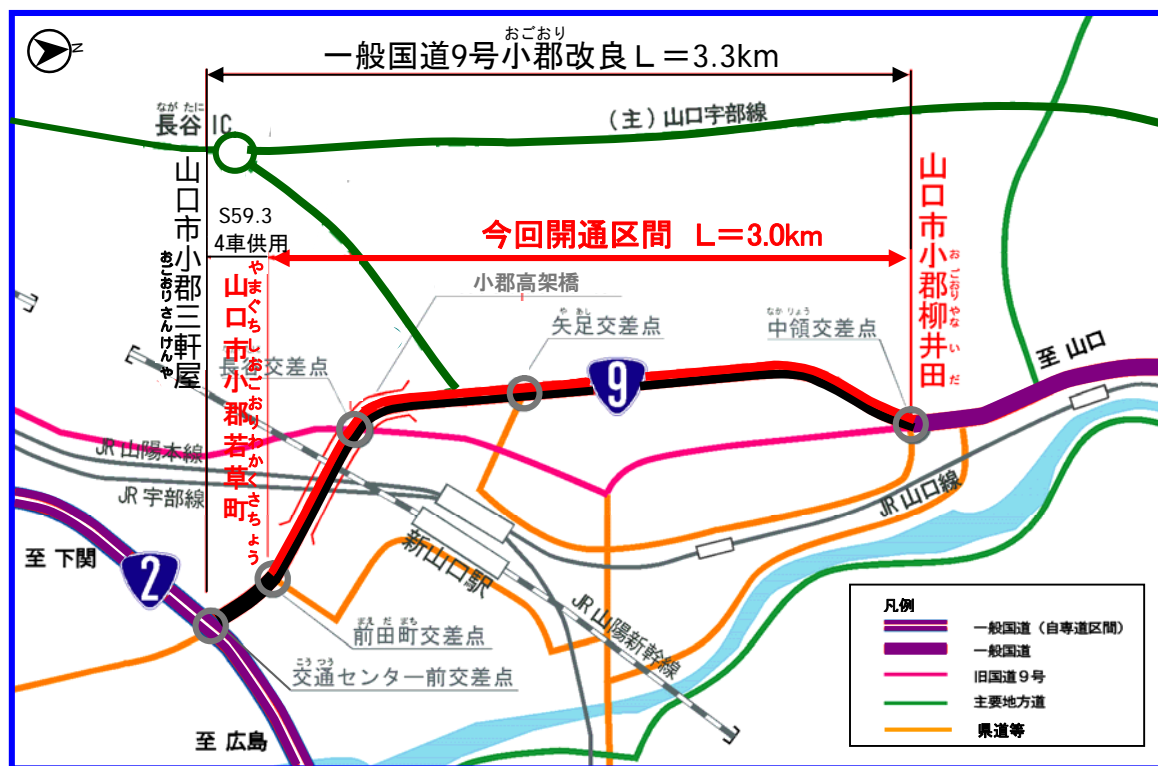 N
一般国道9号小郡改良 L=3.3km
おごおり
長谷IC
ながたに
(主)山口宇部線
山口市小郡三軒屋
おごおりさんけんや
S59.3
4車供用
今回開通区間 L=3.0km
山口市小郡若草町
やまぐちしおごおりわかくさちょう
山口市小郡柳井田
おごおりやないだ
小郡高架橋
矢足交差点
やあし
中領交差点
なかりょう
長谷交差点
至 山口
9
JR山陽本線
JR宇部線
JR山口線
至 下関
2
新山口駅
JR山陽新幹線
前田町交差点
まえだまち
交通センター前交差点
こうつう
至 広島
凡例
一般国道(自専道区間)
一般国道
旧国道9号
主要地方道
県道等